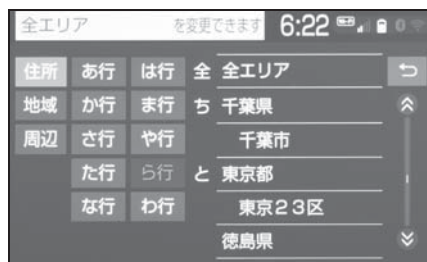 全エリア を変更できます 6:22 0
住所 あ行 は行 全 全エリア
地域 か行 ま行 ち 千葉県
周辺 さ行 や行 千葉市
た行 ら行 と 東京都
な行 わ行 東京23区
徳島県